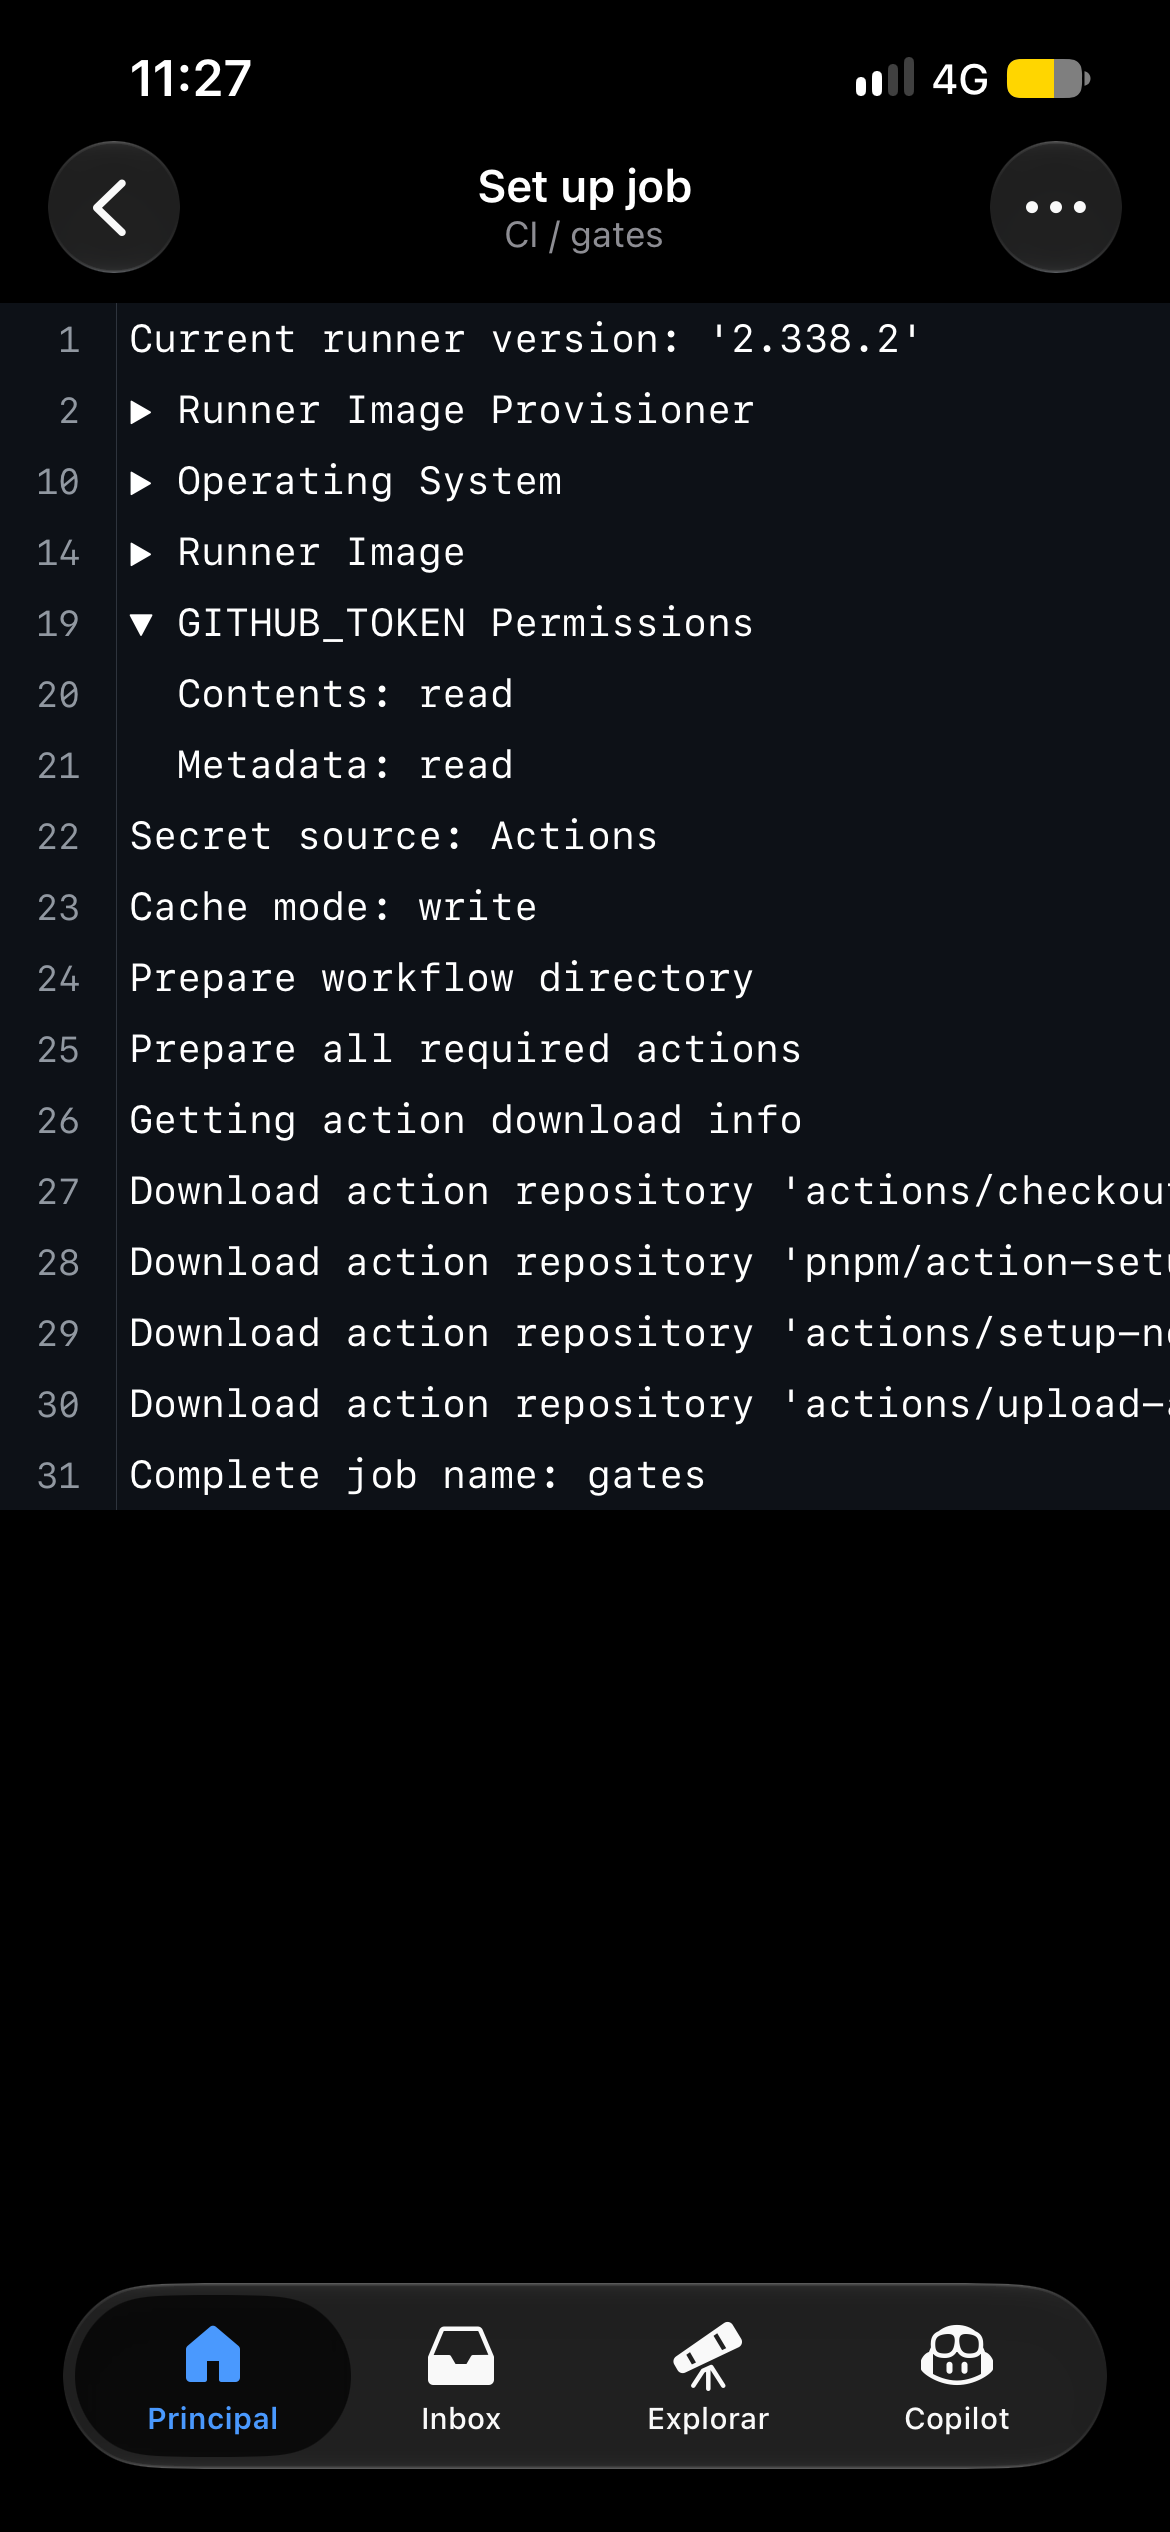 11:27
4G
Set up job
CI / gates
1 Current runner version: '2.338.2'
2 ▶ Runner Image Provisioner
10 ▶ Operating System
14 ▶ Runner Image
19 ▼ GITHUB_TOKEN Permissions
20 Contents: read
21 Metadata: read
22 Secret source: Actions
23 Cache mode: write
24 Prepare workflow directory
25 Prepare all required actions
26 Getting action download info
27 Download action repository 'actions/checkout
28 Download action repository 'pnpm/action-setu
29 Download action repository 'actions/setup-no
30 Download action repository 'actions/upload-a
31 Complete job name: gates
Principal
Inbox
Explorar
Copilot